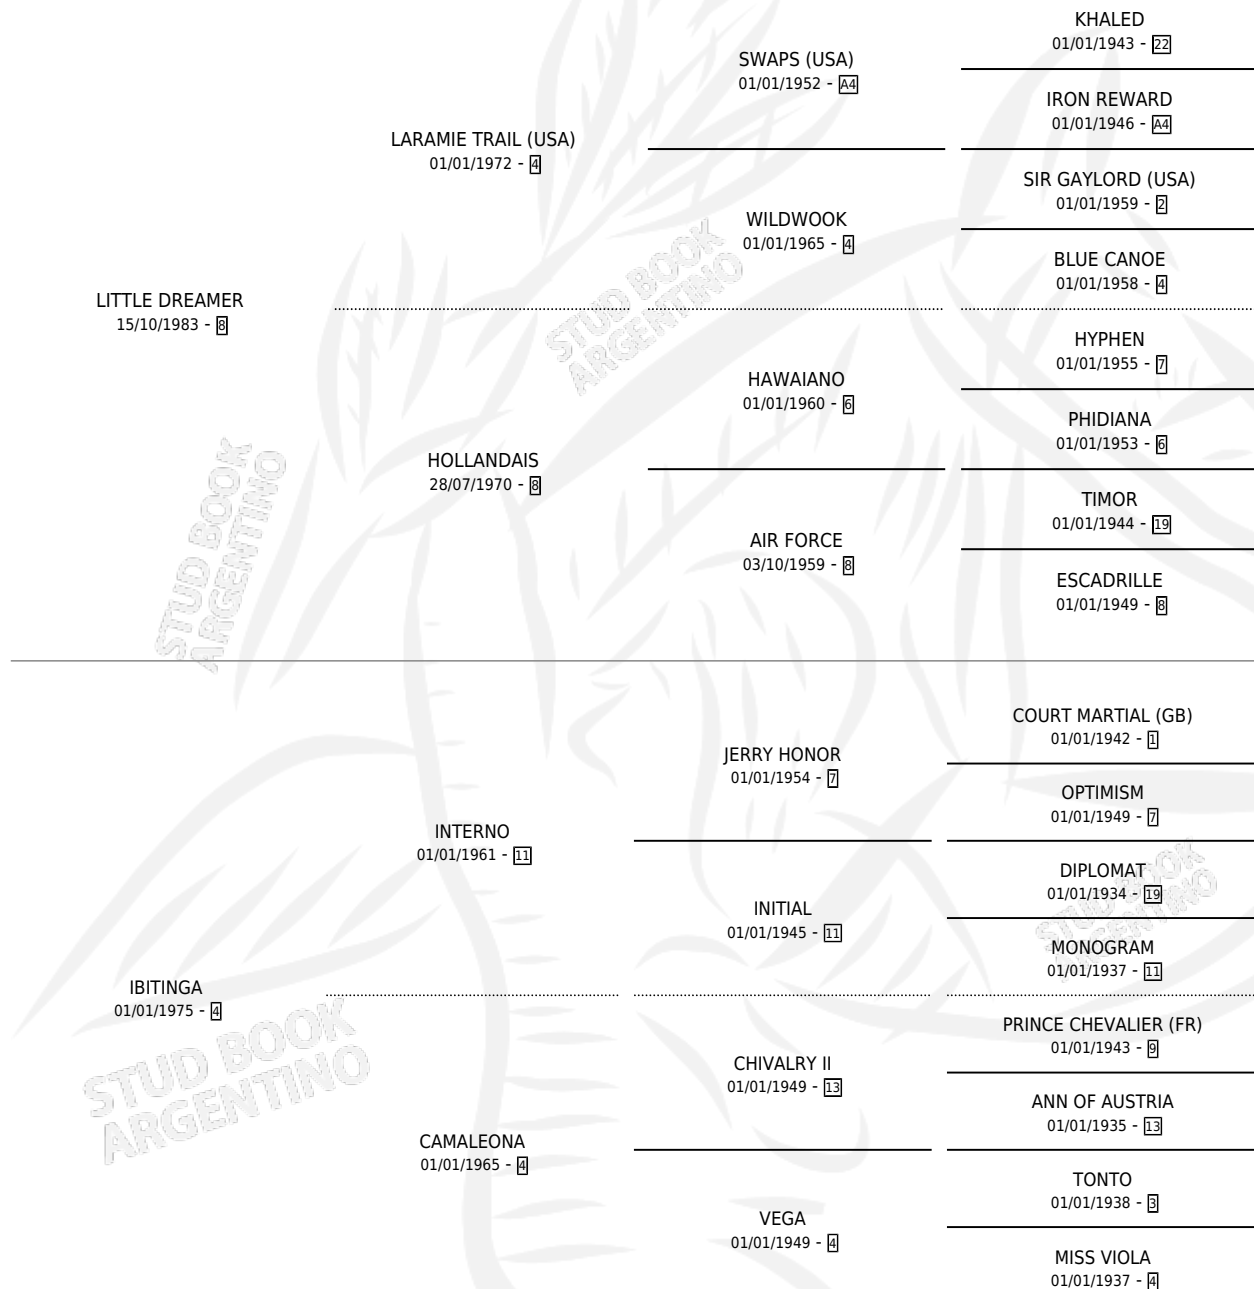 KHALED
01/01/1943 - 22
SWAPS (USA)
01/01/1952 - A4
IRON REWARD
01/01/1946 - A4
LARAMIE TRAIL (USA)
01/01/1972 - 4
SIR GAYLORD (USA)
01/01/1959 - 2
WILDWOOK
01/01/1965 - 4
BLUE CANOE
01/01/1958 - 4
STUD BOOK
ARGENTINO
LITTLE DREAMER
15/10/1983 - 8
HYPHEN
01/01/1955 - 7
HAWAIANO
01/01/1960 - 6
PHIDIANA
01/01/1953 - 6
HOLLANDAIS
28/07/1970 - 8
TIMOR
01/01/1944 - 19
AIR FORCE
03/10/1959 - 8
ESCADRILLE
01/01/1949 - 8
STUD BOOK
ARGENTINO
COURT MARTIAL (GB)
01/01/1942 - 1
JERRY HONOR
01/01/1954 - 7
OPTIMISM
01/01/1949 - 7
INTERNO
01/01/1961 - 11
DIPLOMAT
01/01/1934 - 19
INITIAL
01/01/1945 - 11
MONOGRAM
01/01/1937 - 11
STUD BOOK
ARGENTINO
IBITINGA
01/01/1975 - 4
PRINCE CHEVALIER (FR)
01/01/1943 - 9
CHIVALRY II
01/01/1949 - 13
ANN OF AUSTRIA
01/01/1935 - 13
STUD BOOK
ARGENTINO
CAMALEONA
01/01/1965 - 4
TONTO
01/01/1938 - 3
VEGA
01/01/1949 - 4
MISS VIOLA
01/01/1937 - 4